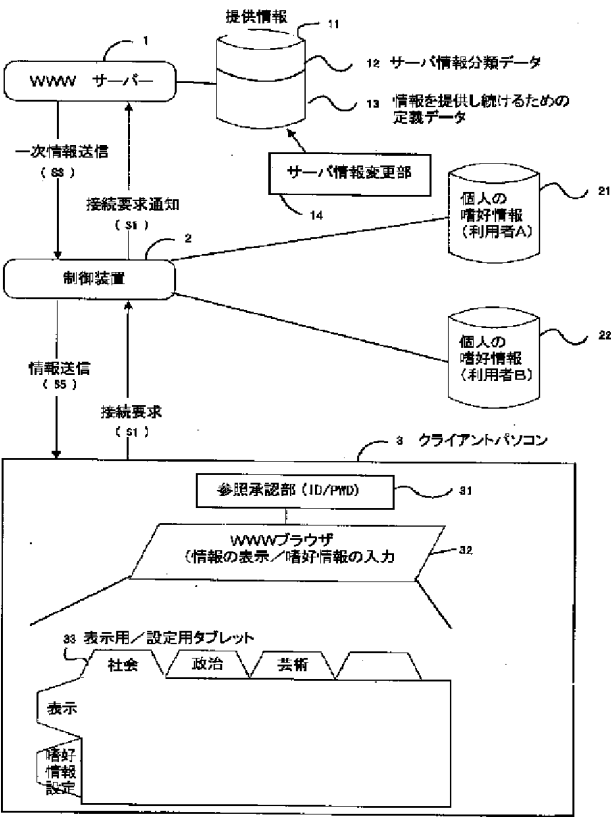 提供情報
11
1
WWW サーバー
12 サーバ情報分類データ
13 情報を提供し続けるための
定義データ
一次情報送信
(S3)
サーバ情報変更部
14
接続要求通知
(S1)
2
制御装置
個人の
嗜好情報
(利用者A)
21
個人の
嗜好情報
(利用者B)
22
情報送信
(S5)
接続要求
(S1)
3 クライアントパソコン
参照承認部(ID/PWD)
31
WWWブラウザ
(情報の表示/嗜好情報の入力
32
33 表示用/設定用タブレット
社会
政治
芸術
表示
嗜好
情報
設定